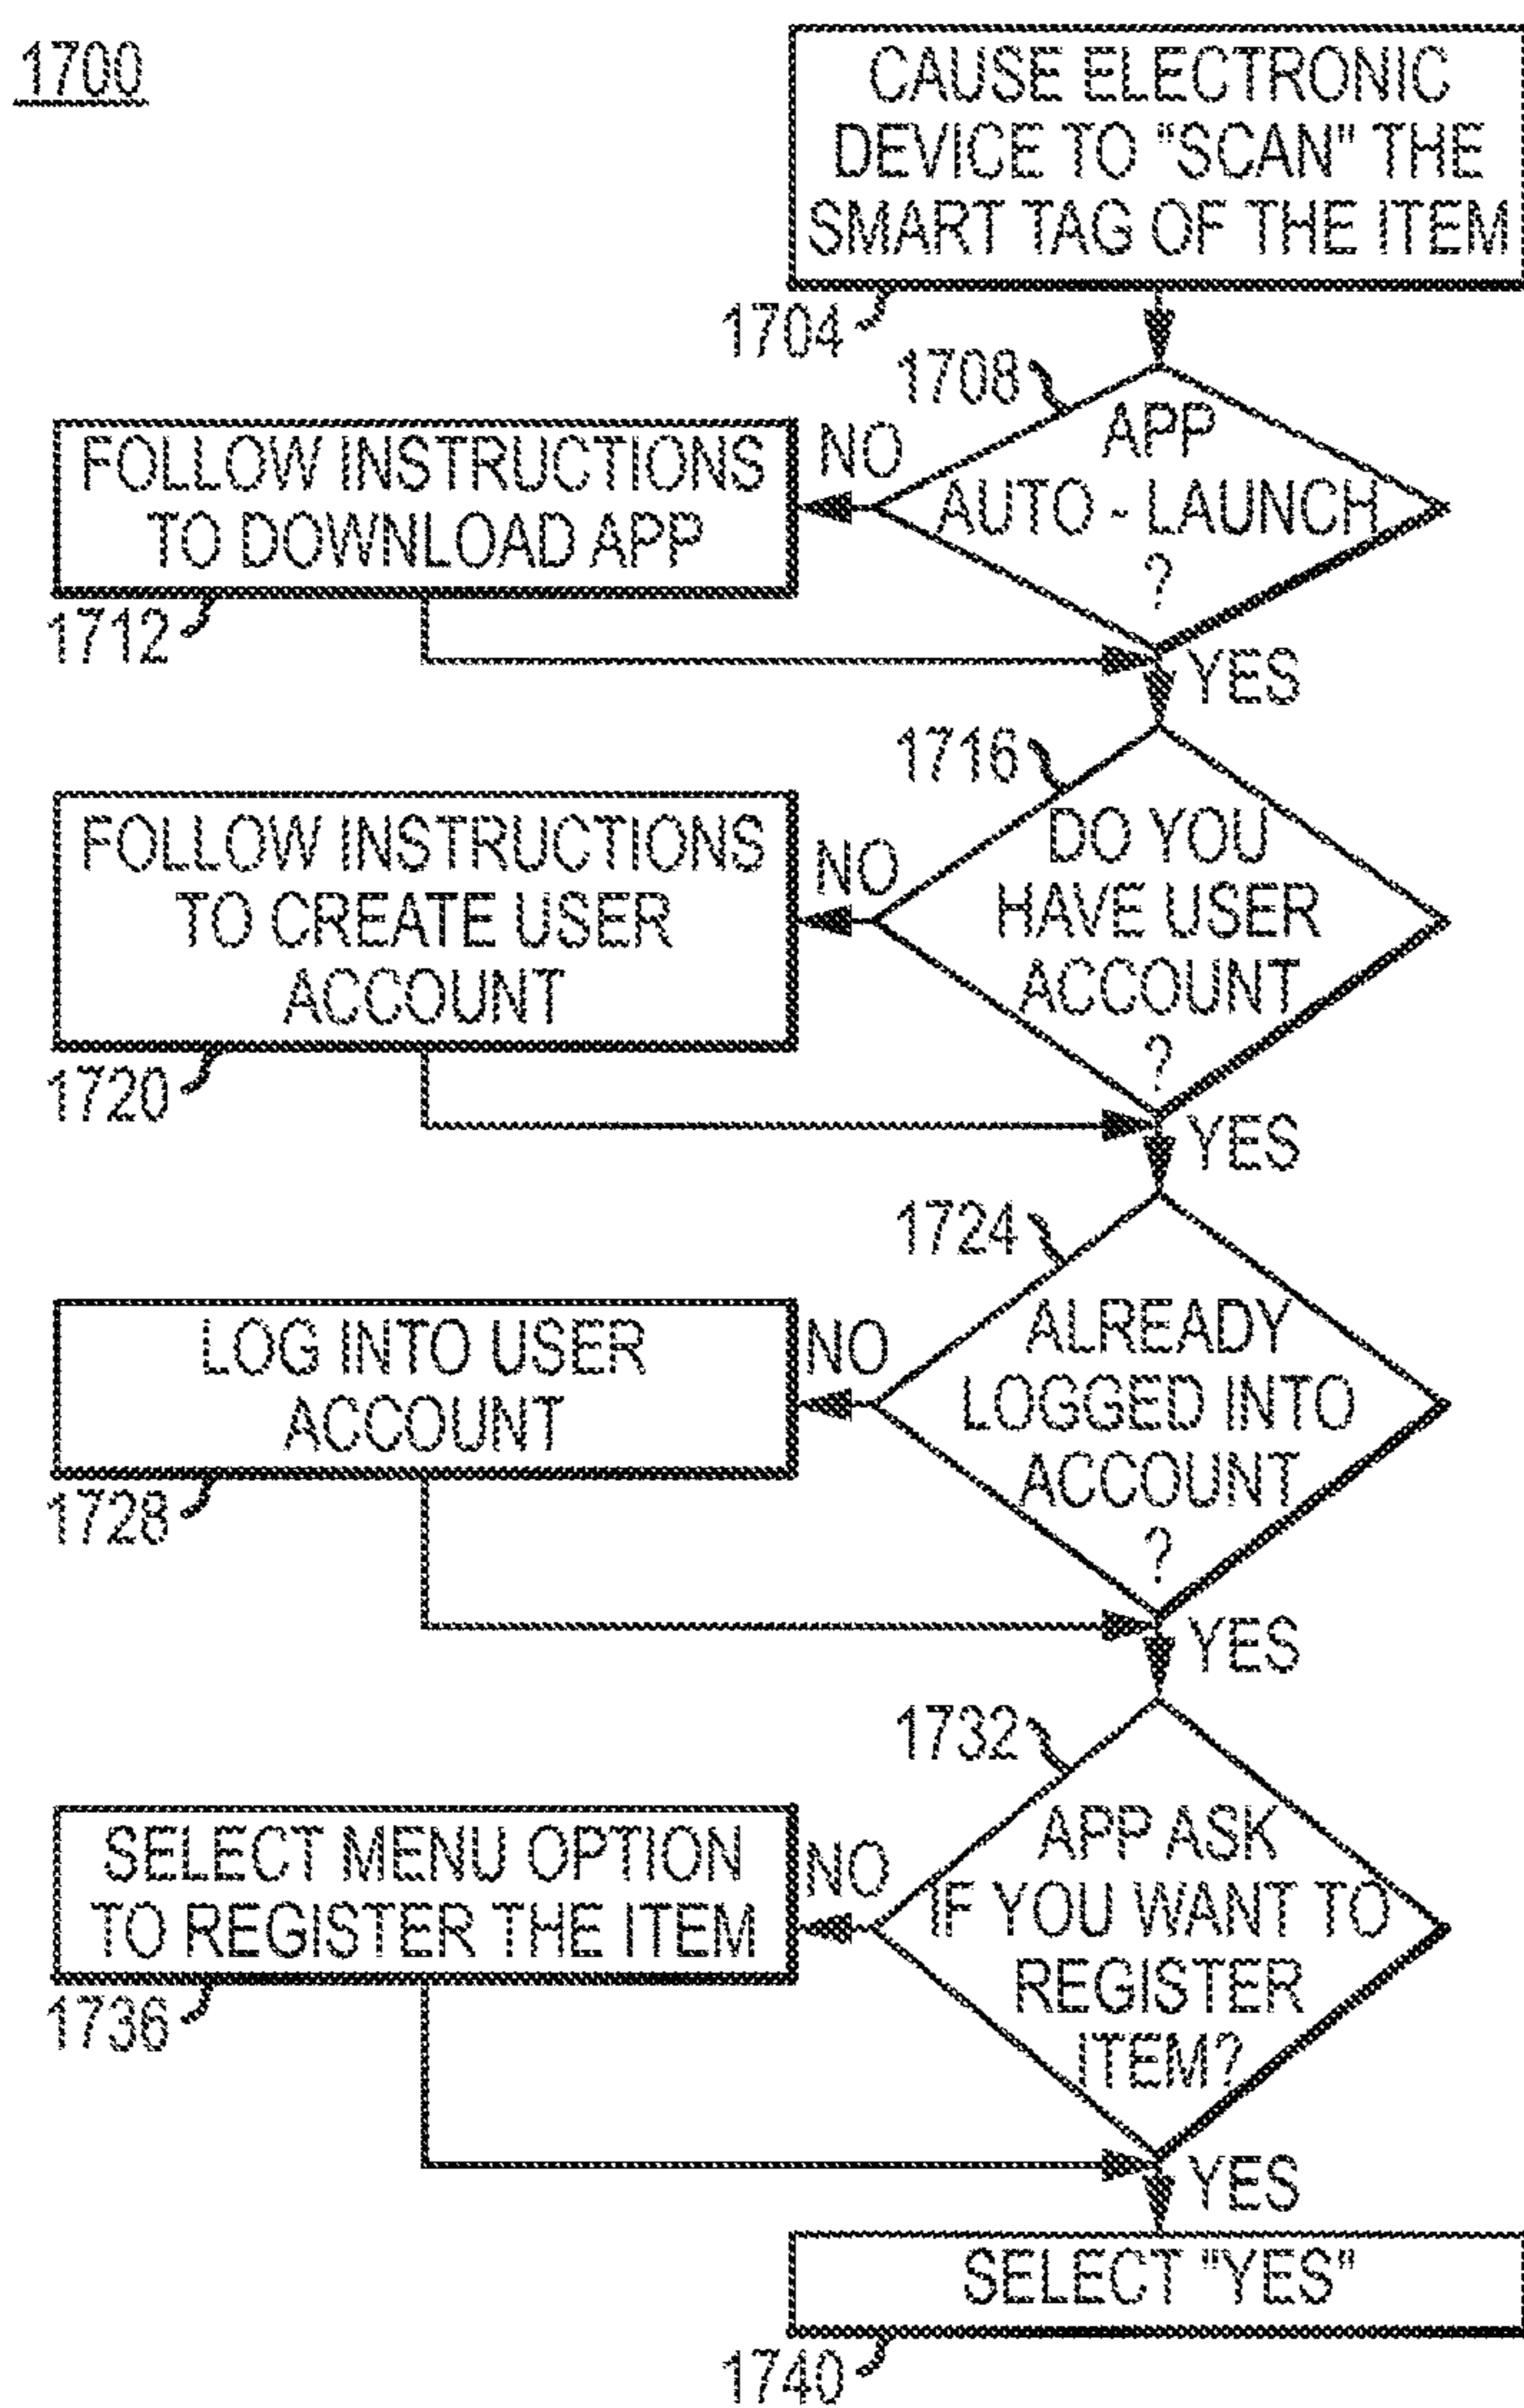 1700
CAUSE ELECTRONIC
DEVICE TO "SCAN" THE
SMART TAG OF THE ITEM
1704
1708
APP
AUTO - LAUNCH
?
NO
FOLLOW INSTRUCTIONS
TO DOWNLOAD APP
1712
YES
1716
DO YOU
HAVE USER
ACCOUNT
?
NO
FOLLOW INSTRUCTIONS
TO CREATE USER
ACCOUNT
1720
YES
1724
ALREADY
LOGGED INTO
ACCOUNT
?
NO
LOG INTO USER
ACCOUNT
1728
YES
1732
APP ASK
IF YOU WANT TO
REGISTER
ITEM?
NO
SELECT MENU OPTION
TO REGISTER THE ITEM
1736
YES
SELECT "YES"
1740